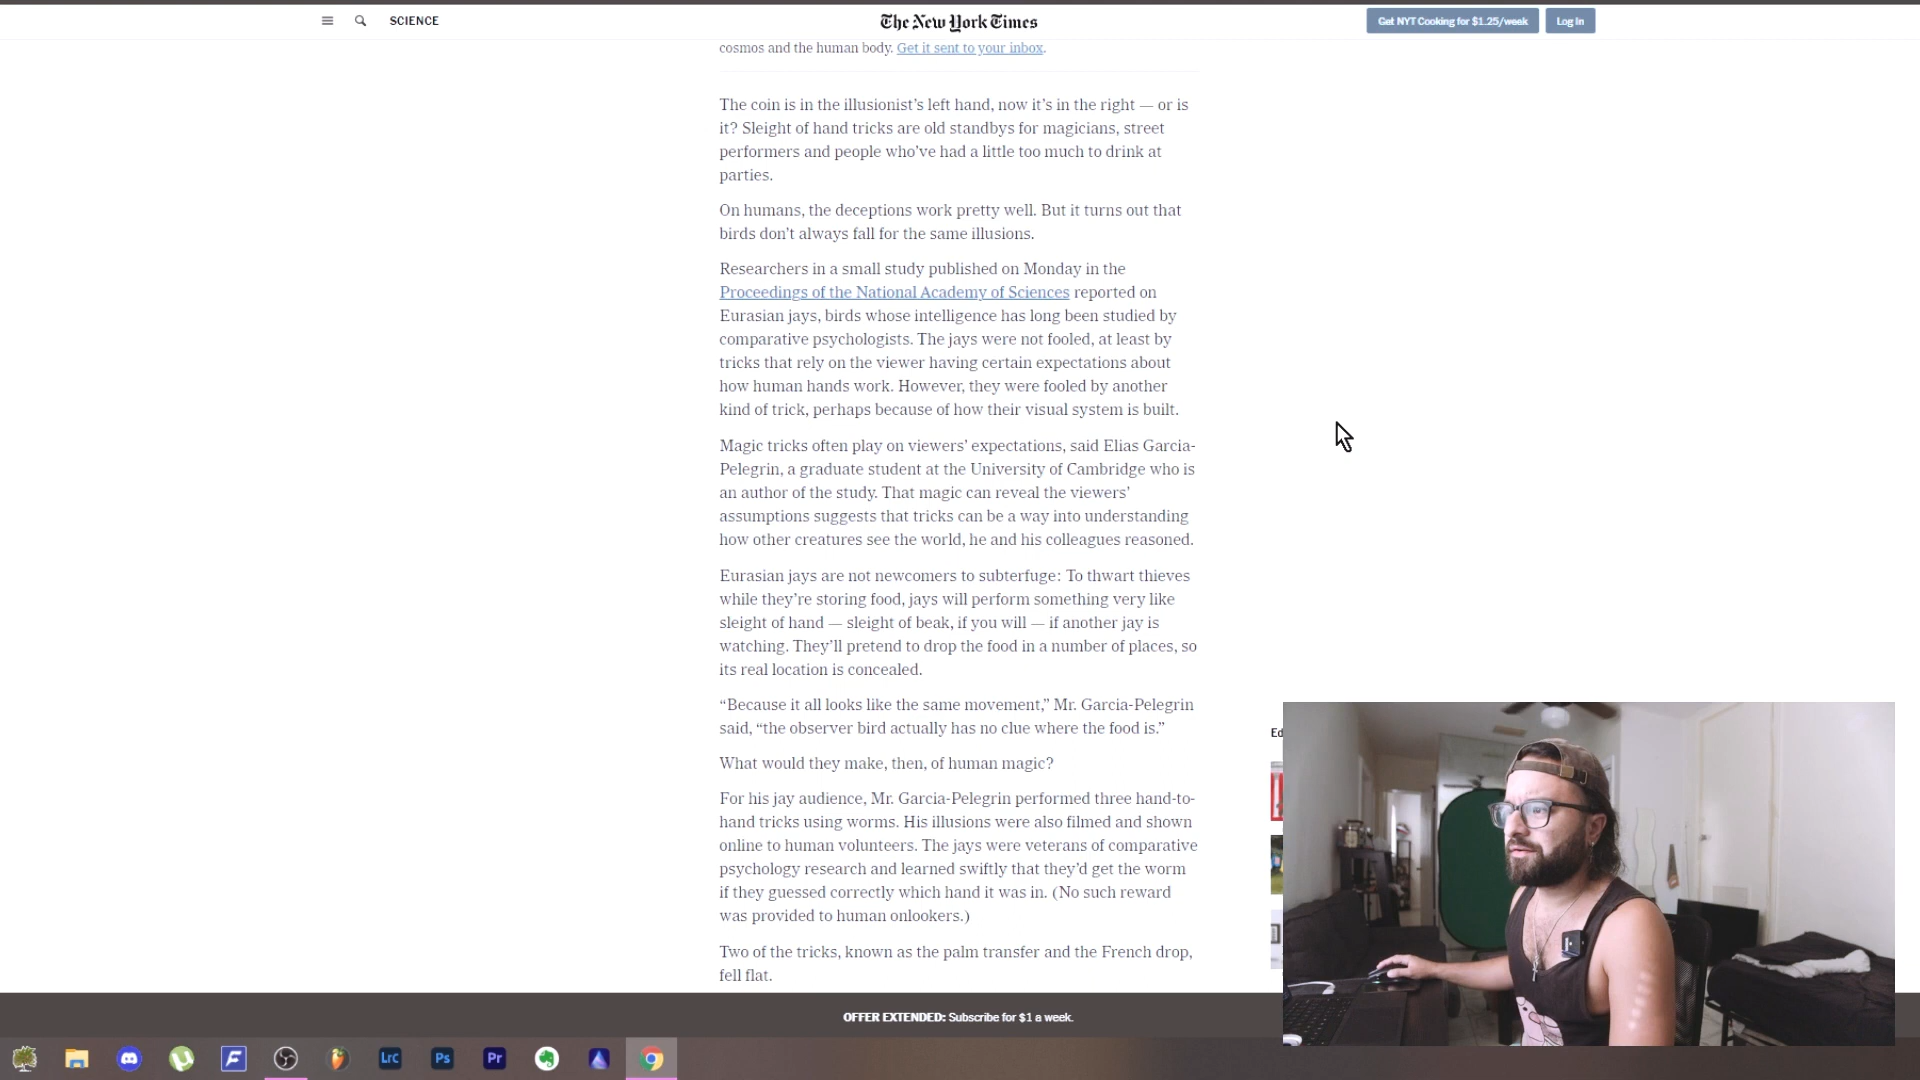 SCIENCE
The New York Times
Get NYT Cooking for $1.25/week
Log In
cosmos and the human body. Get it sent to your inbox.
The coin is in the illusionist’s left hand, now it’s in the right — or is
it? Sleight of hand tricks are old standbys for magicians, street
performers and people who’ve had a little too much to drink at
parties.
On humans, the deceptions work pretty well. But it turns out that
birds don’t always fall for the same illusions.
Researchers in a small study published on Monday in the
Proceedings of the National Academy of Sciences reported on
Eurasian jays, birds whose intelligence has long been studied by
comparative psychologists. The jays were not fooled, at least by
tricks that rely on the viewer having certain expectations about
how human hands work. However, they were fooled by another
kind of trick, perhaps because of how their visual system is built.
Magic tricks often play on viewers’ expectations, said Elias Garcia-
Pelegrin, a graduate student at the University of Cambridge who is
an author of the study. That magic can reveal the viewers’
assumptions suggests that tricks can be a way into understanding
how other creatures see the world, he and his colleagues reasoned.
Eurasian jays are not newcomers to subterfuge: To thwart thieves
while they’re storing food, jays will perform something very like
sleight of hand — sleight of beak, if you will — if another jay is
watching. They’ll pretend to drop the food in a number of places, so
its real location is concealed.
“Because it all looks like the same movement,” Mr. Garcia-Pelegrin
said, “the observer bird actually has no clue where the food is.”
What would they make, then, of human magic?
For his jay audience, Mr. Garcia-Pelegrin performed three hand-to-
hand tricks using worms. His illusions were also filmed and shown
online to human volunteers. The jays were veterans of comparative
psychology research and learned swiftly that they’d get the worm
if they guessed correctly which hand it was in. (No such reward
was provided to human onlookers.)
Two of the tricks, known as the palm transfer and the French drop,
fell flat.
Ed
OFFER EXTENDED: Subscribe for $1 a week.
Lrc
Ps
Pr